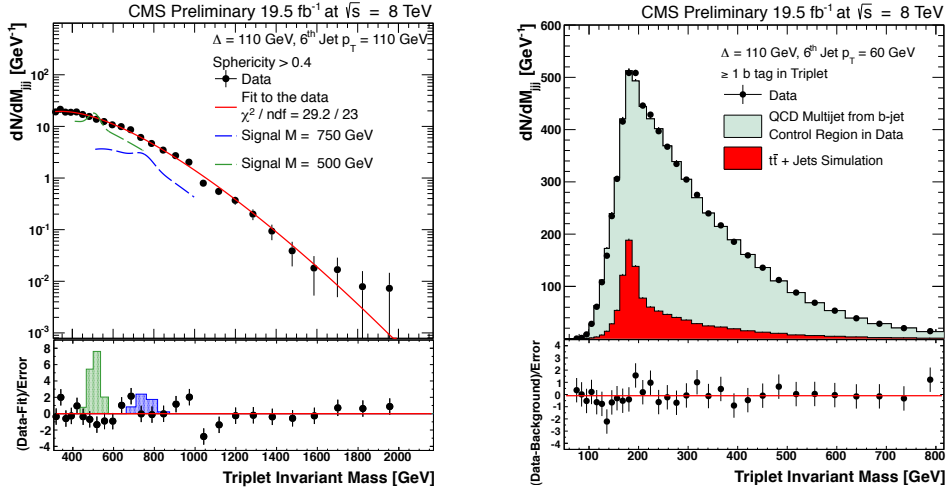 CMS Preliminary 19.5 fb⁻¹ at √s = 8 TeV
Δ = 110 GeV, 6th Jet pT = 110 GeV
Sphericity > 0.4
Data
Fit to the data
χ² / ndf = 29.2 / 23
Signal M = 750 GeV
Signal M = 500 GeV
dN/dMjjj [GeV⁻¹]
10²
10
1
10⁻¹
10⁻²
10⁻³
(Data-Fit)/Error
8
6
4
2
0
-2
-4
400 600 800 1000 1200 1400 1600 1800 2000
Triplet Invariant Mass [GeV]
CMS Preliminary 19.5 fb⁻¹ at √s = 8 TeV
Δ = 110 GeV, 6th Jet pT = 60 GeV
≥ 1 b tag in Triplet
Data
QCD Multijet from b-jet
Control Region in Data
tt̄ + Jets Simulation
dN/dMjjj [GeV⁻¹]
600
500
400
300
200
100
0
(Data-Background)/Error
4
3
2
1
0
-1
-2
-3
-4
100 200 300 400 500 600 700 800
Triplet Invariant Mass [GeV]